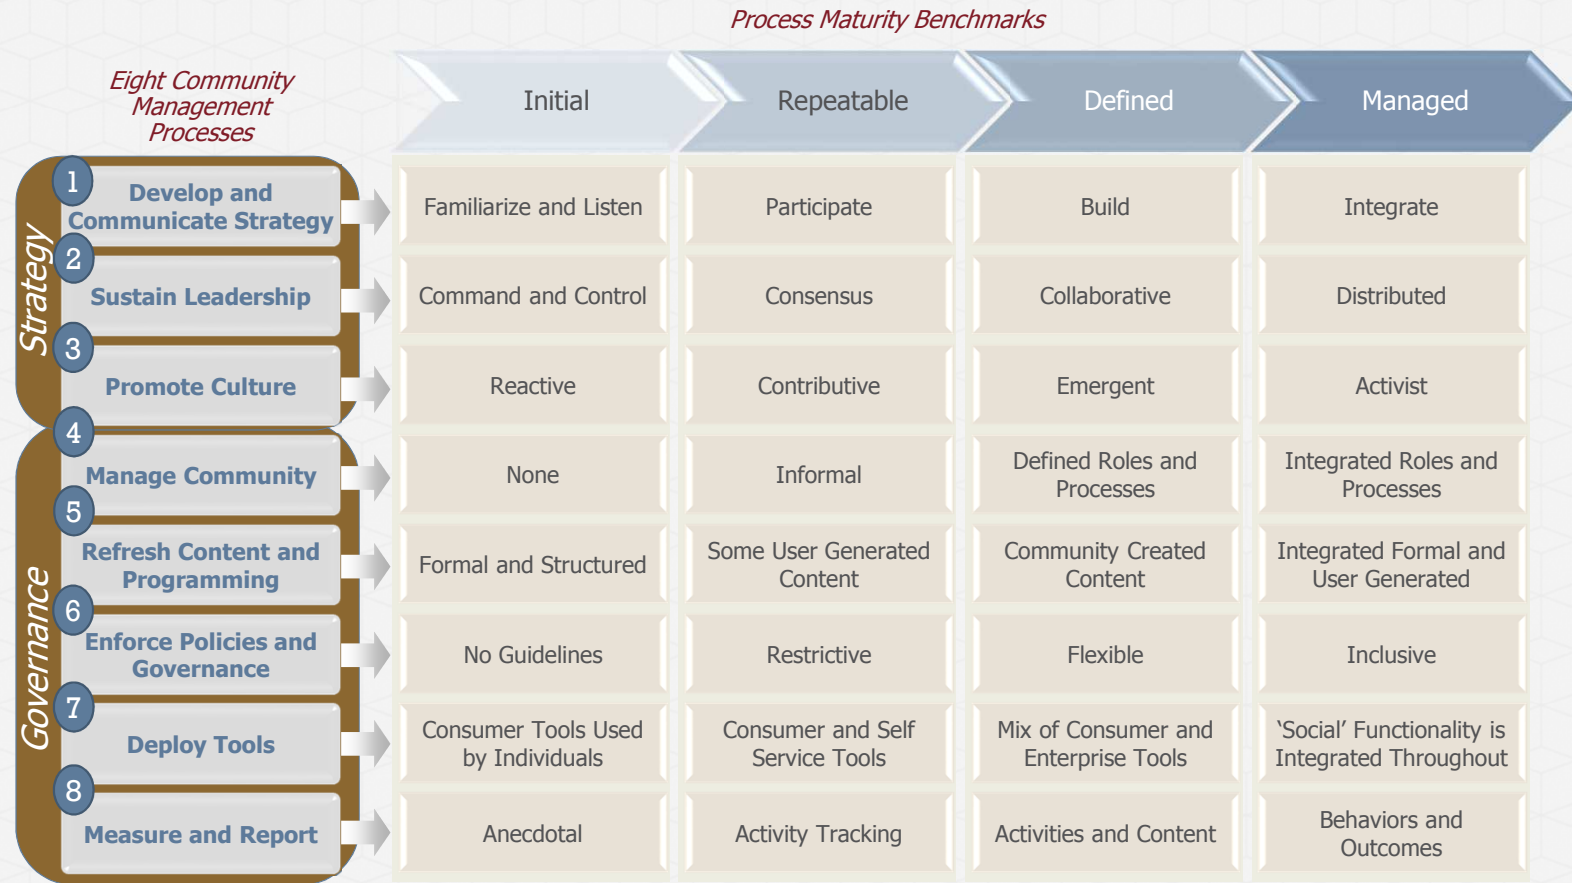 Process Maturity Benchmarks
Eight Community
Management
Processes
Initial
Repeatable
Defined
Managed
Strategy
1
Develop and
Communicate Strategy
Familiarize and Listen
Participate
Build
Integrate
2
Sustain Leadership
Command and Control
Consensus
Collaborative
Distributed
3
Promote Culture
Reactive
Contributive
Emergent
Activist
Governance
4
Manage Community
None
Informal
Defined Roles and
Processes
Integrated Roles and
Processes
5
Refresh Content and
Programming
Formal and Structured
Some User Generated
Content
Community Created
Content
Integrated Formal and
User Generated
6
Enforce Policies and
Governance
No Guidelines
Restrictive
Flexible
Inclusive
7
Deploy Tools
Consumer Tools Used
by Individuals
Consumer and Self
Service Tools
Mix of Consumer and
Enterprise Tools
‘Social’ Functionality is
Integrated Throughout
8
Measure and Report
Anecdotal
Activity Tracking
Activities and Content
Behaviors and
Outcomes